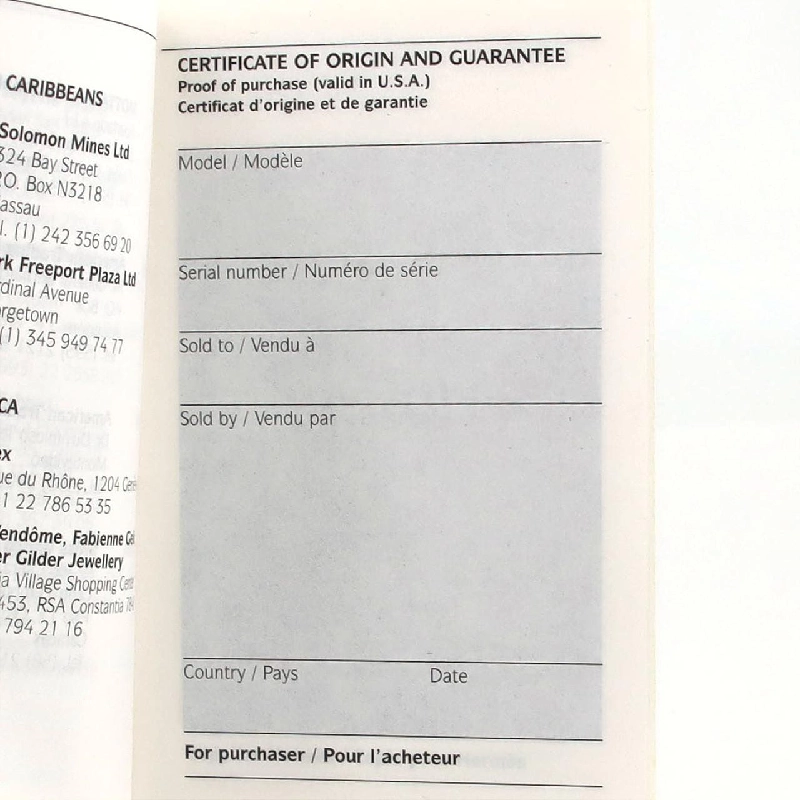 CARIBBEANS
Solomon Mines Ltd
324 Bay Street
P.O. Box N3218
assau
l. (1) 242 356 69 20
rk Freeport Plaza Ltd
rdinal Avenue
rgetown
(1) 345 949 74 77
CA
ex
ue du Rhône, 1204
1 22 786 53 35
endôme, Fabienne
er Gilder Jewellery
ia Village Shopping
453, RSA Constantia
794 21 16
CERTIFICATE OF ORIGIN AND GUARANTEE
Proof of purchase (valid in U.S.A.)
Certificat d'origine et de garantie
Model / Modèle
Serial number / Numéro de série
Sold to / Vendu à
Sold by / Vendu par
Country / Pays Date
For purchaser / Pour l'acheteur